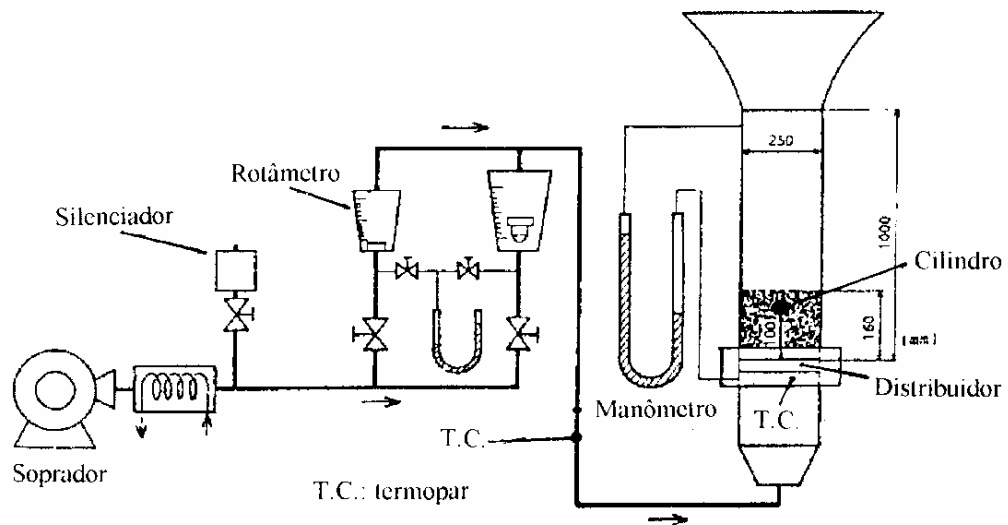 250
Rotâmetro
Silenciador
1000
Cilindro
100
160
(mm)
Distribuidor
Manômetro
T.C.
T.C.
Soprador
T.C.: termopar